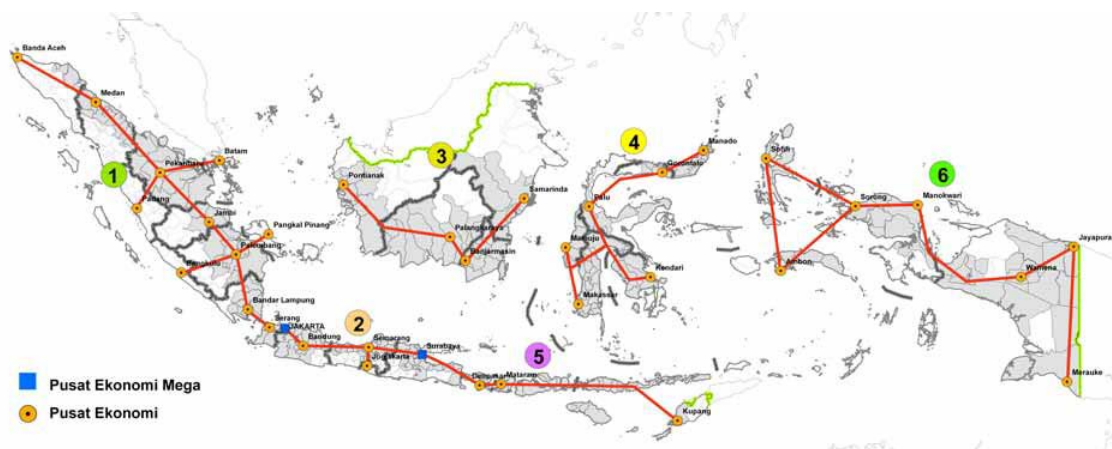 Banda Aceh
Medan
Batam
Pekanbaru
1
Padang
Jambi
Pangkal Pinang
Palembang
Bengkulu
Bandar Lampung
Serang
JAKARTA
Bandung
2
Semarang
Jogjakarta
Surabaya
3
Pontianak
Samarinda
Palangkaraya
Banjarmasin
4
Manado
Gorontalo
Palu
Mamuju
Kendari
Makassar
5
Mataram
Kupang
Sofifi
Sorong
6
Manokwari
Ambon
Jayapura
Wamena
Merauke
Pusat Ekonomi Mega
Pusat Ekonomi